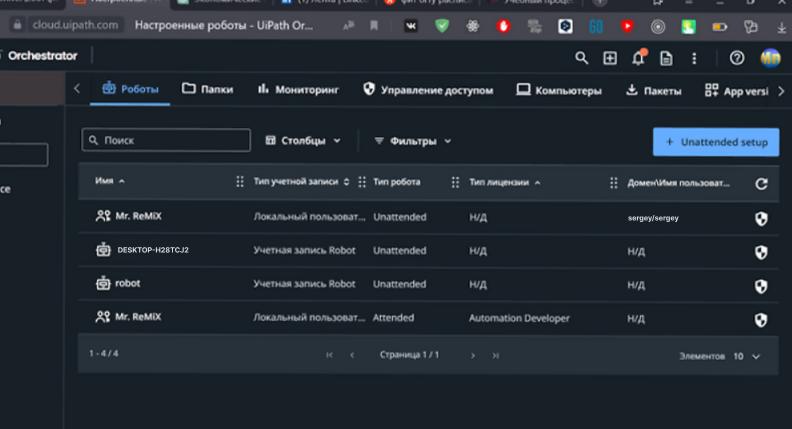 cloud.uipath.com Настроенные роботы - UiPath Or...
Orchestrator
Роботы Папки Мониторинг Управление доступом Компьютеры Пакеты App versi
Поиск Столбцы Фильтры + Unattended setup
Имя Тип учетной записи Тип робота Тип лицензии Домен\Имя пользоват...
Mr. ReMiX Локальный пользоват... Unattended Н/Д sergey/sergey
DESKTOP-H28TCJ2 Учетная запись Robot Unattended Н/Д Н/Д
robot Учетная запись Robot Unattended Н/Д Н/Д
Mr. ReMiX Локальный пользоват... Attended Automation Developer Н/Д
1 - 4 / 4 Страница 1 / 1 Элементов 10